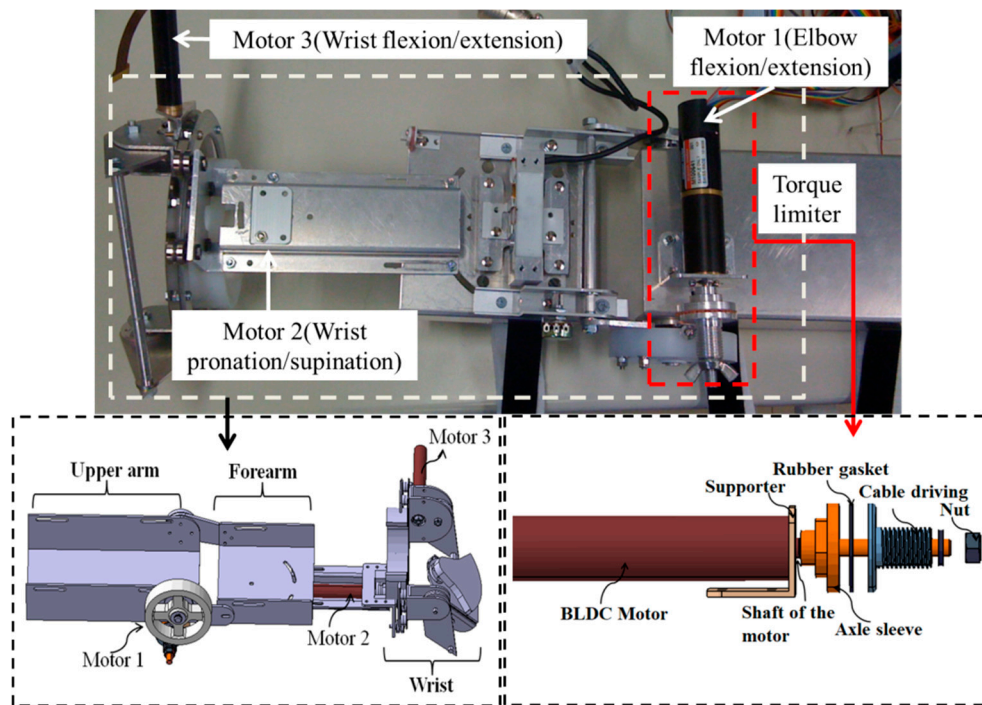 Motor 3(Wrist flexion/extension)
Motor 1(Elbow
flexion/extension)
Torque
limiter
Motor 2(Wrist
pronation/supination)
Motor 3
Upper arm
Forearm
Motor 2
Motor 1
Wrist
Rubber gasket
Supporter
Cable driving
Nut
BLDC Motor
Shaft of the
motor
Axle sleeve